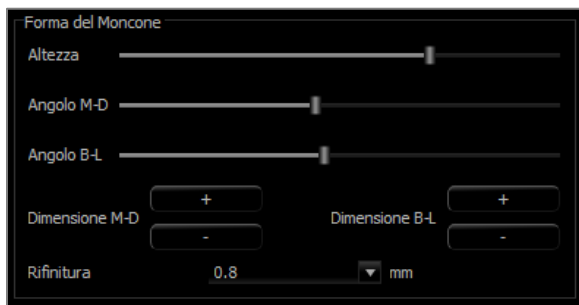 Forma del Moncone
Altezza
Angolo M-D
Angolo B-L
Dimensione M-D + - Dimensione B-L + -
Rifinitura 0.8 mm